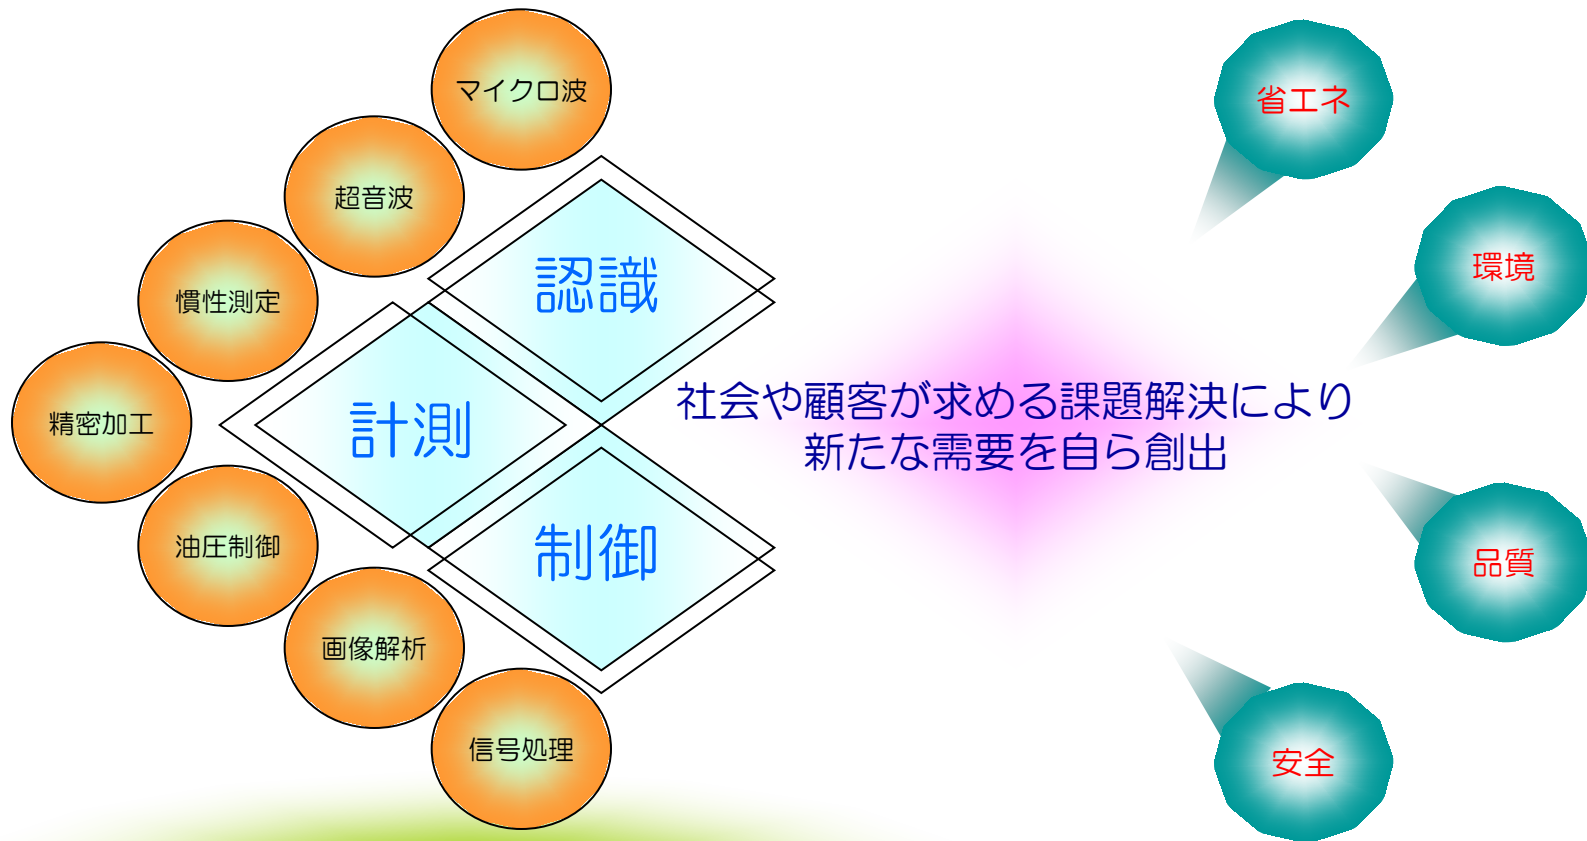 マイクロ波
超音波
慣性測定
精密加工
油圧制御
画像解析
信号処理
認識
計測
制御
社会や顧客が求める課題解決により
新たな需要を自ら創出
省エネ
環境
品質
安全